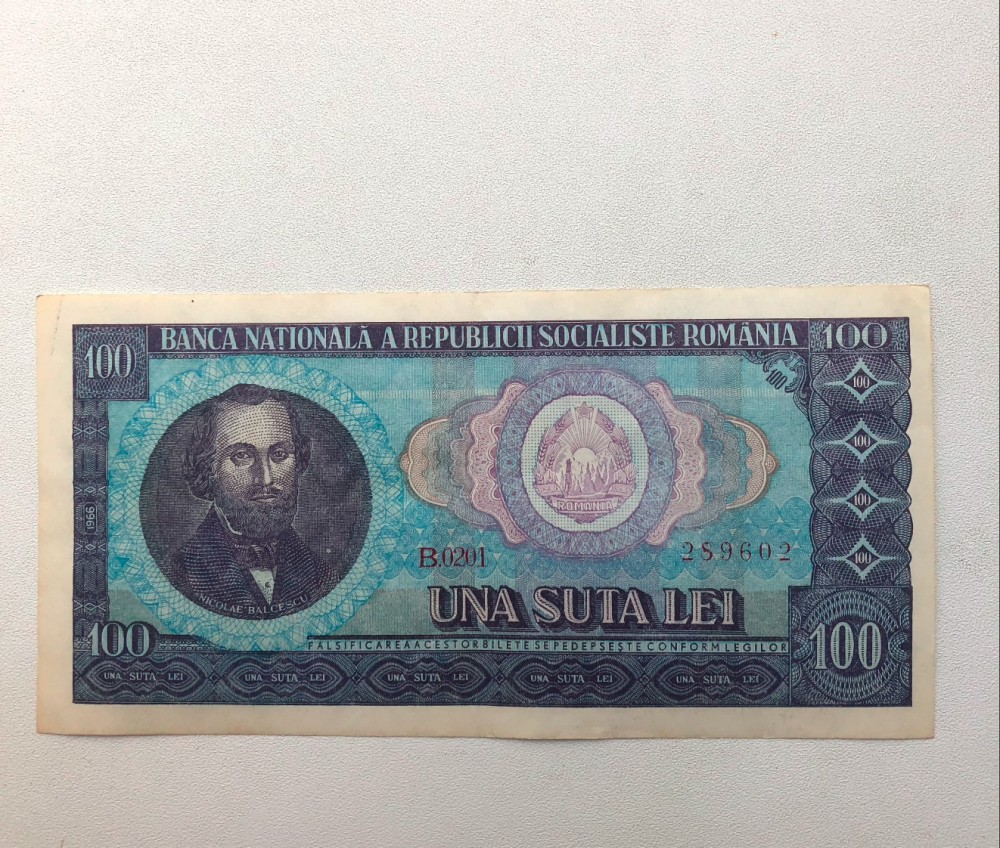 BANCA NAȚIONALĂ A REPUBLICII SOCIALISTE ROMÂNIA
100
100
100
100
100
100
100
100
1966
ROMANIA
B.0201
289602
NICOLAE BĂLCESCU
UNA SUTA LEI
100
100
FALSIFICAREA ACESTOR BILETE SE PEDEPSEȘTE CONFORM LEGILOR
UNA SUTA LEI
UNA SUTA LEI
UNA SUTA LEI
UNA SUTA LEI
UNA SUTA LEI